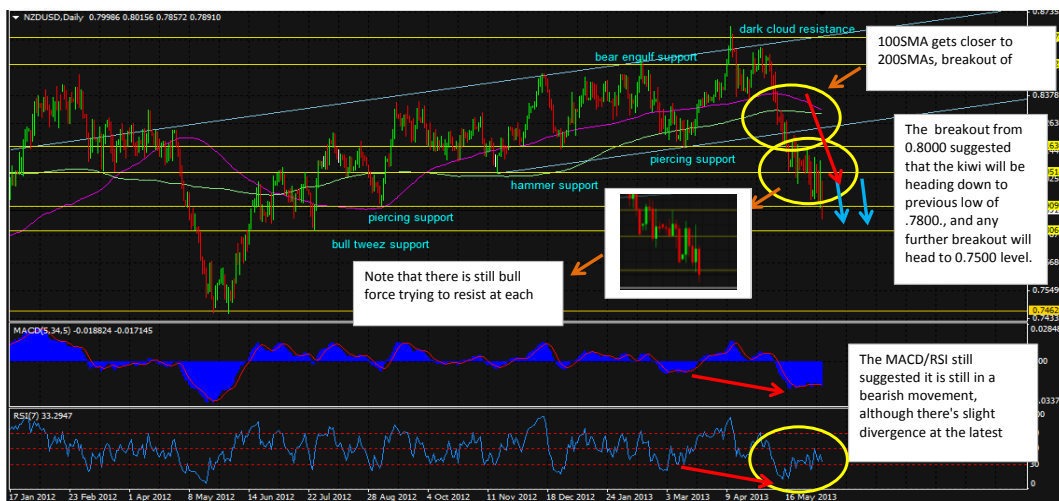 NZDUSD,Daily 0.79986 0.80156 0.78572 0.78910
0.8735
dark cloud resistance
100SMA gets closer to
200SMAs, breakout of
bear engulf support
0.8378
The breakout from
0.8000 suggested
that the kiwi will be
heading down to
previous low of
.7800., and any
further breakout will
head to 0.7500 level.
piercing support
hammer support
piercing support
bull tweez support
Note that there is still bull
force trying to resist at each
0.7549
0.7462
0.7433
MACD(5,34,5) -0.018824 -0.017145
The MACD/RSI still
suggested it is still in a
bearish movement,
although there's slight
divergence at the latest
RSI(7) 33.2947
30
0
17 Jan 2012 23 Feb 2012 1 Apr 2012 8 May 2012 14 Jun 2012 22 Jul 2012 28 Aug 2012 4 Oct 2012 11 Nov 2012 18 Dec 2012 24 Jan 2013 3 Mar 2013 9 Apr 2013 16 May 2013